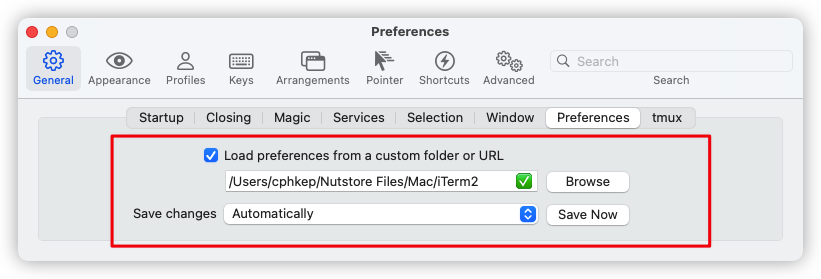 Preferences
General Appearance Profiles Keys Arrangements Pointer Shortcuts Advanced Search
Search
Startup Closing Magic Services Selection Window Preferences tmux
Load preferences from a custom folder or URL
/Users/cphkep/Nutstore Files/Mac/iTerm2 Browse
Save changes Automatically Save Now